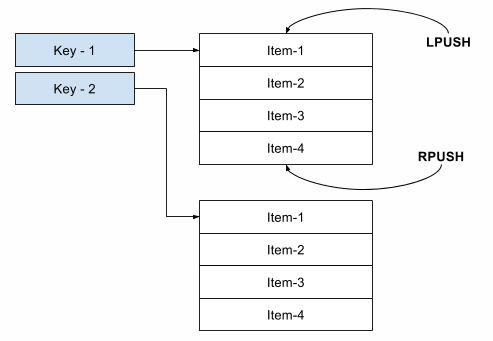 Key - 1
Key - 2
Item-1
Item-2
Item-3
Item-4
LPUSH
RPUSH
Item-1
Item-2
Item-3
Item-4